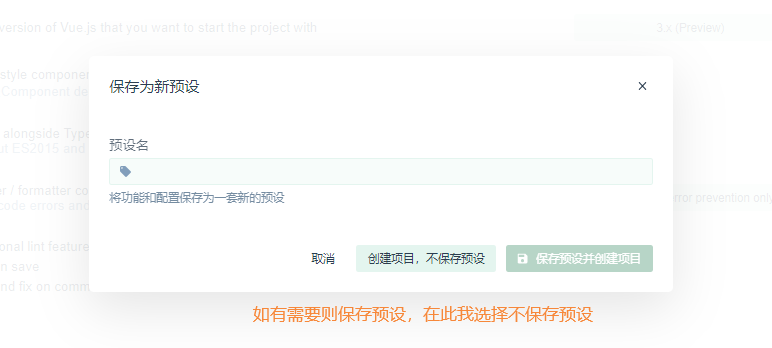 version of Vue.js that you want to start the project with
3.x (Preview)
style compon
保存为新预设
×
Component de
预设名
alongside Type
ut ES2015 and
将功能和配置保存为一套新的预设
er / formatter co
code errors and
error prevention only
onal lint feature
取消
创建项目，不保存预设
保存预设并创建项目
n save
nd fix on comm
如有需要则保存预设，在此我选择不保存预设